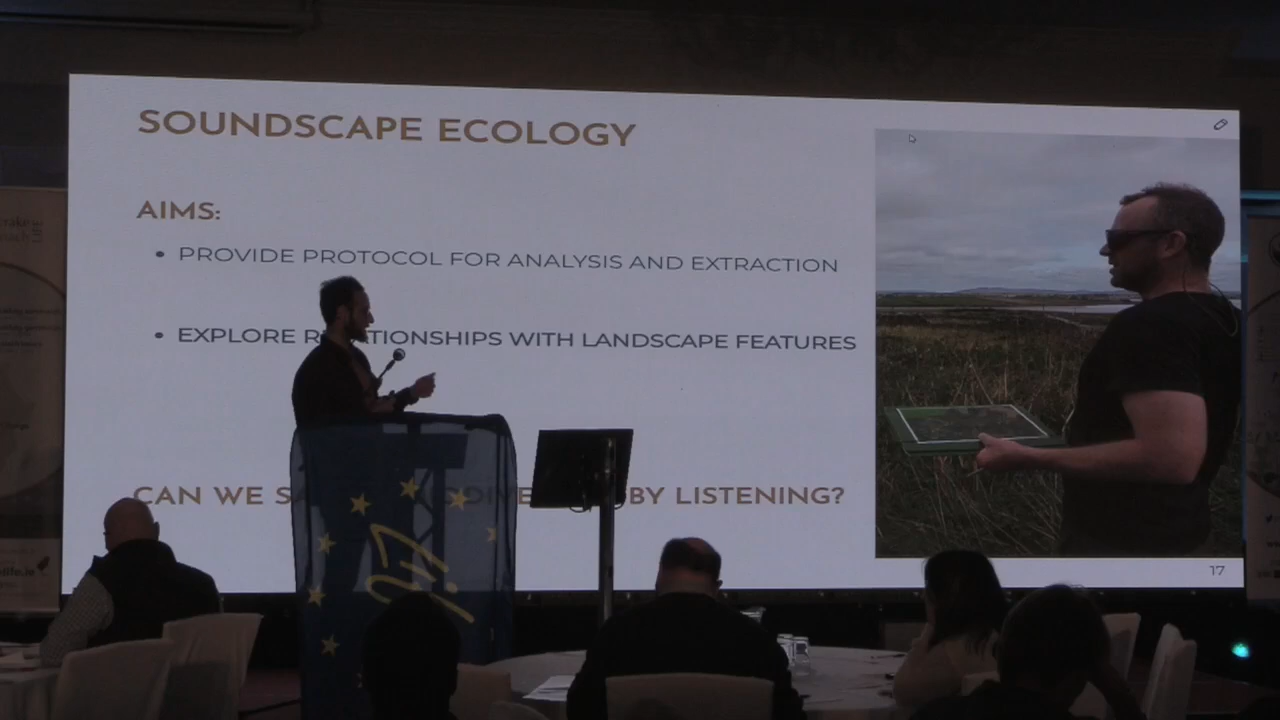 SOUNDSCAPE ECOLOGY
AIMS:
• PROVIDE PROTOCOL FOR ANALYSIS AND EXTRACTION
• EXPLORE RELATIONSHIPS WITH LANDSCAPE FEATURES
CAN WE BY LISTENING?
17